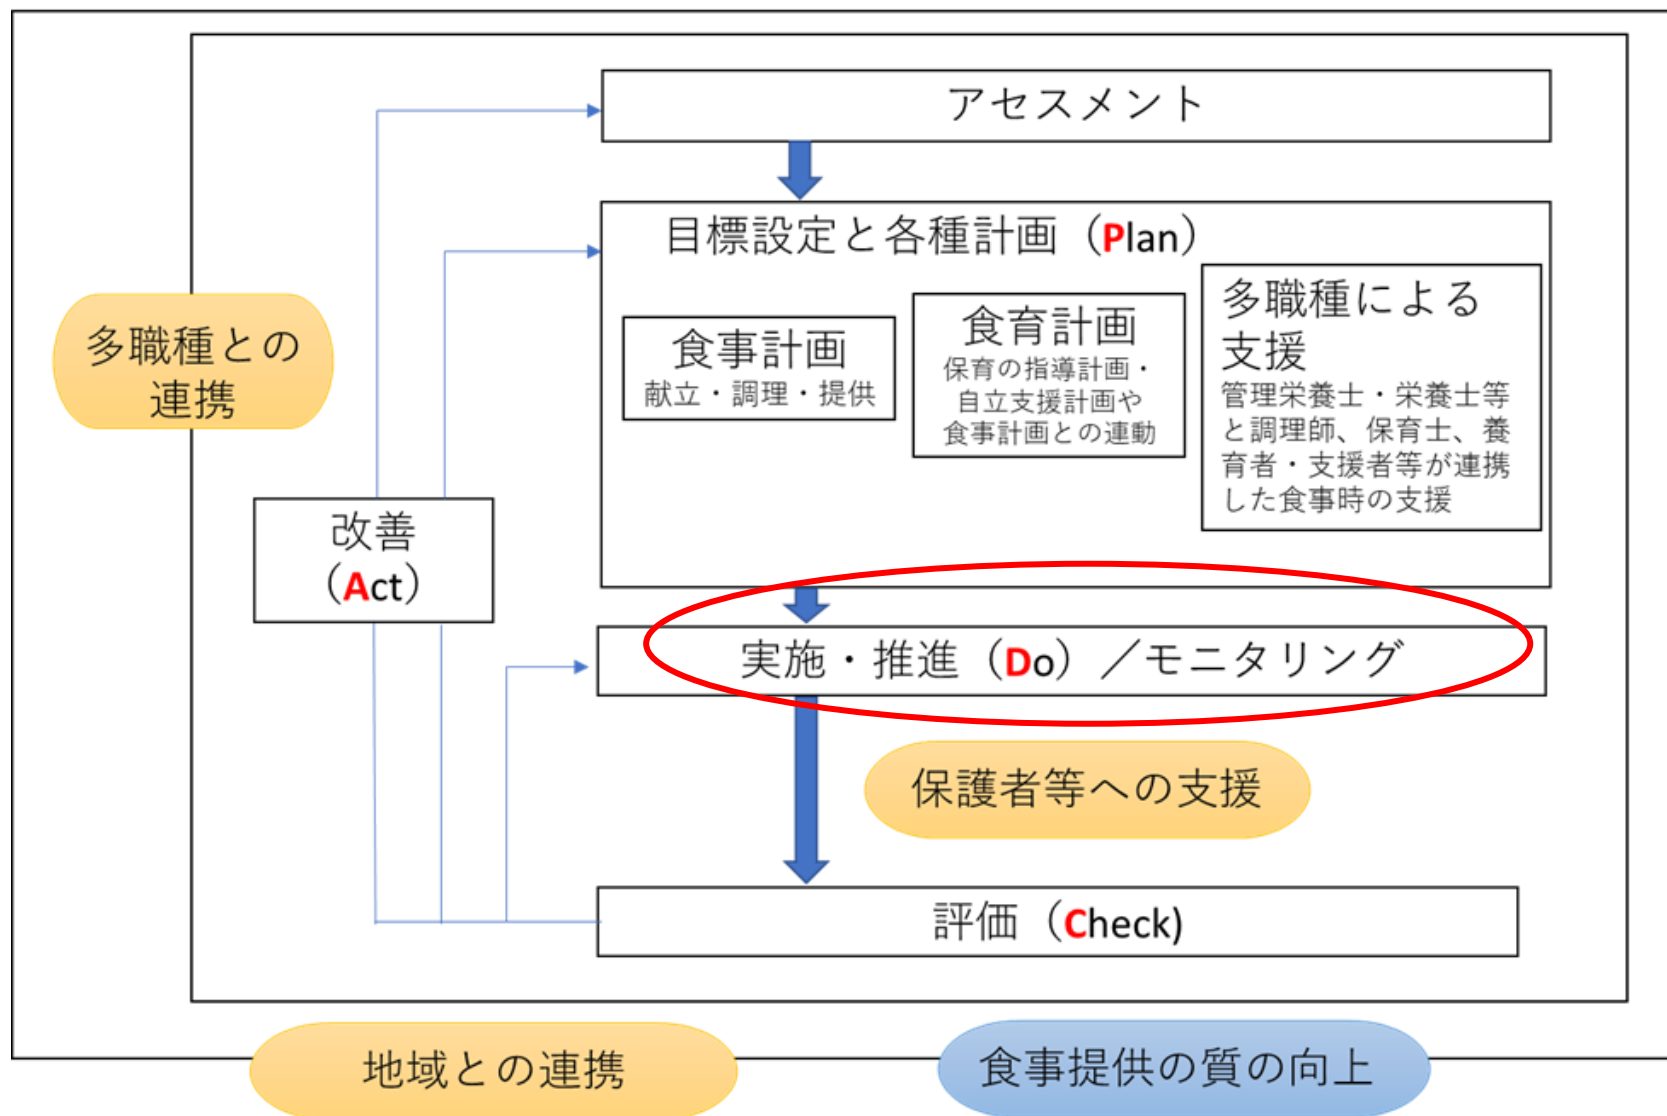 アセスメント
目標設定と各種計画（Plan）
食事計画
献立・調理・提供
食育計画
保育の指導計画・
自立支援計画や
食事計画との連動
多職種による
支援
管理栄養士・栄養士等
と調理師、保育士、養
育者・支援者等が連携
した食事時の支援
多職種との
連携
改善
（Act）
実施・推進（Do）／モニタリング
保護者等への支援
評価（Check)
地域との連携
食事提供の質の向上